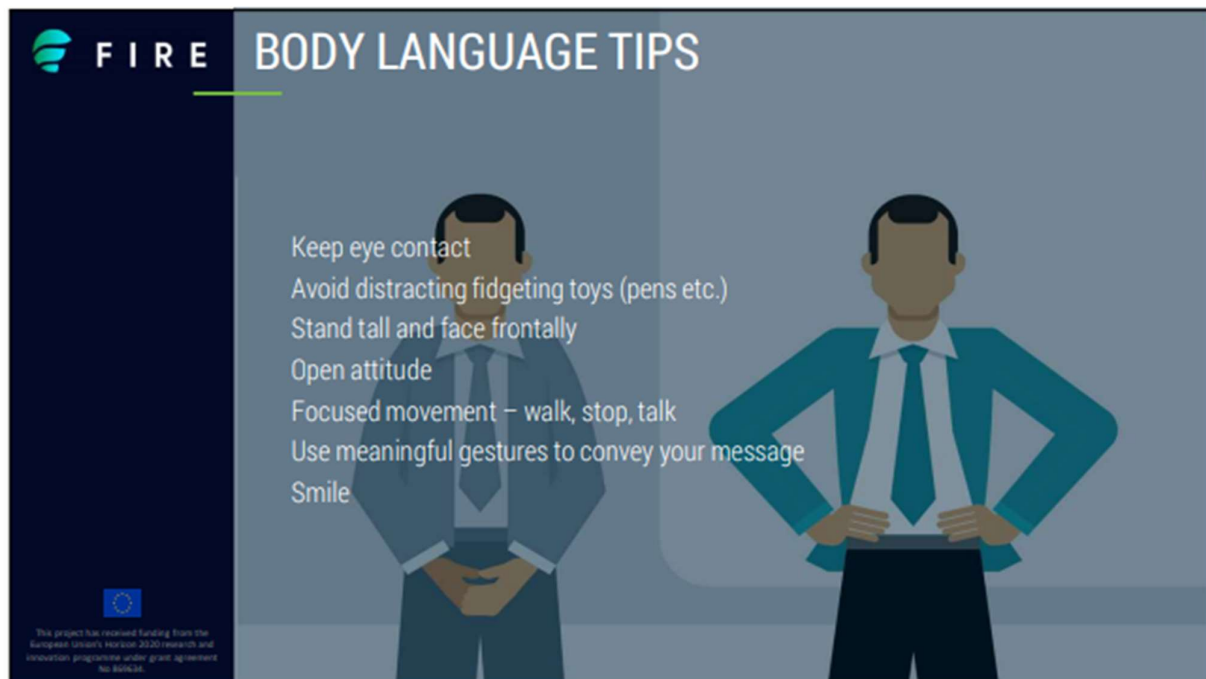 FIRE
BODY LANGUAGE TIPS
Keep eye contact
Avoid distracting fidgeting toys (pens etc.)
Stand tall and face frontally
Open attitude
Focused movement – walk, stop, talk
Use meaningful gestures to convey your message
Smile
This project has received funding from the
European Union's Horizon 2020 research and
innovation programme under grant agreement
No 869634.